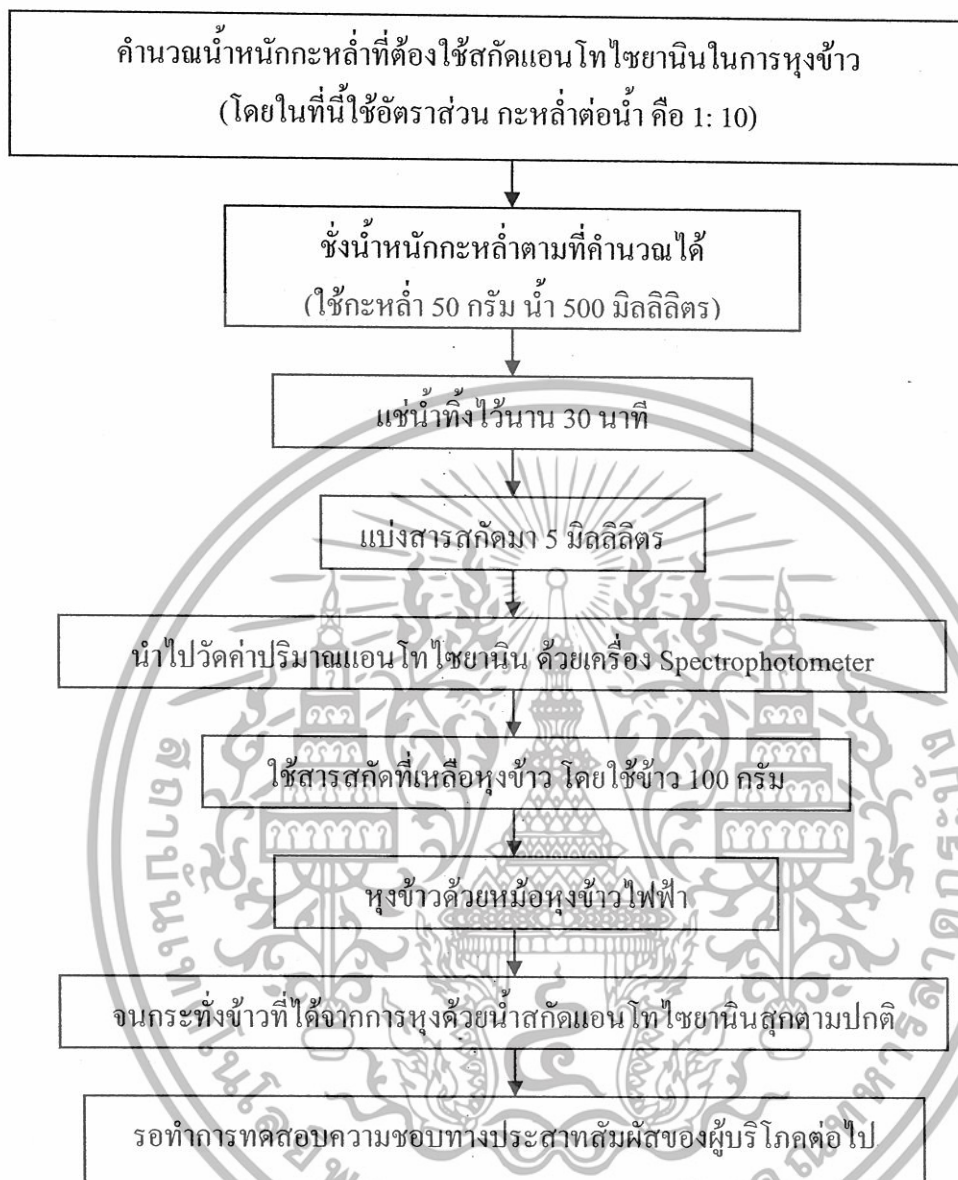 คำนวณน้ำหนักกะหล่ำที่ต้องใช้สกัดแอนโทไซยานินในการหุงข้าว
(โดยในที่นี้ใช้อัตราส่วน กะหล่ำต่อน้ำ คือ 1: 10)
ชั่งน้ำหนักกะหล่ำตามที่คำนวณได้
(ใช้กะหล่ำ 50 กรัม น้ำ 500 มิลลิลิตร)
แช่น้ำทิ้งไว้นาน 30 นาที
แบ่งสารสกัดมา 5 มิลลิลิตร
นำไปวัดค่าปริมาณแอนโทไซยานิน ด้วยเครื่อง Spectrophotometer
ใช้สารสกัดที่เหลือหุงข้าว โดยใช้ข้าว 100 กรัม
หุงข้าวด้วยหม้อหุงข้าวไฟฟ้า
จนกระทั่งข้าวที่ได้จากการหุงด้วยน้ำสกัดแอนโทไซยานินสุกตามปกติ
รอทำการทดสอบความชอบทางประสาทสัมผัสของผู้บริโภคต่อไป